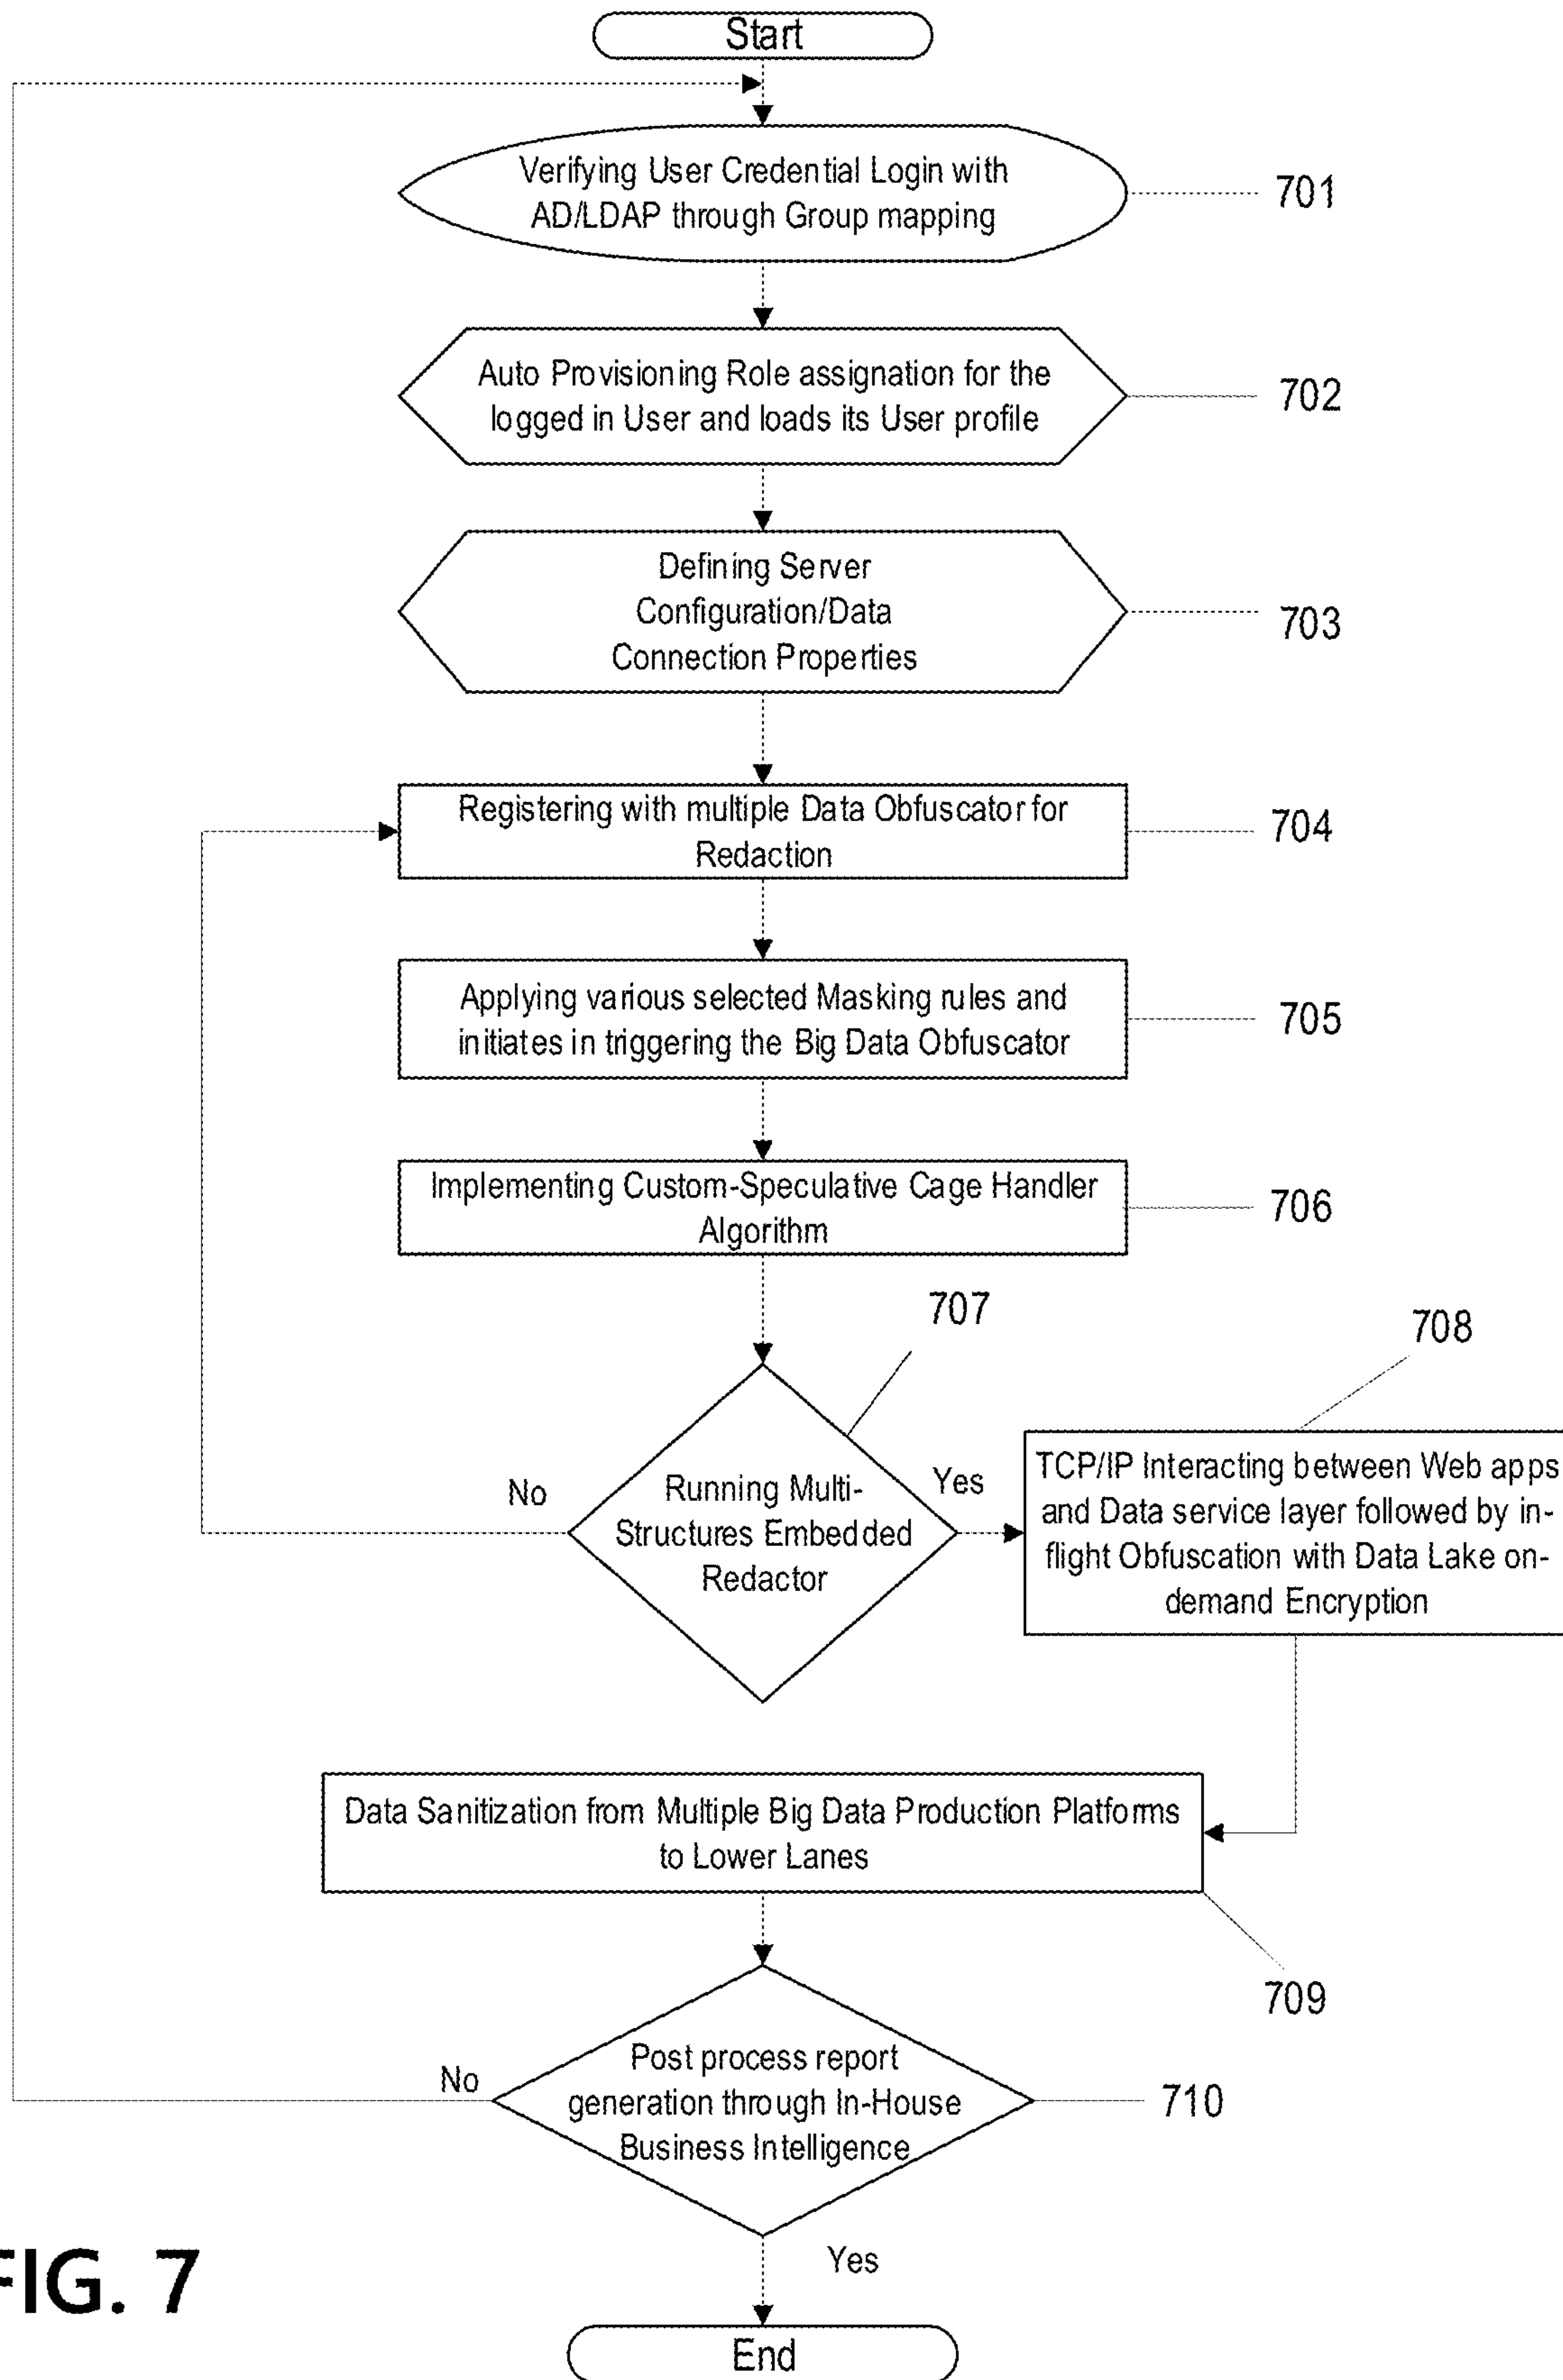 Start
Verifying User Credential Login with
AD/LDAP through Group mapping
701
Auto Provisioning Role assignation for the
logged in User and loads its User profile
702
Defining Server
Configuration/Data
Connection Properties
703
Registering with multiple Data Obfuscator for
Redaction
704
Applying various selected Masking rules and
initiates in triggering the Big Data Obfuscator
705
Implementing Custom-Speculative Cage Handler
Algorithm
706
707
708
No
Running Multi-
Structures Embedded
Redactor
Yes
TCP/IP Interacting between Web apps
and Data service layer followed by in-
flight Obfuscation with Data Lake on-
demand Encryption
Data Sanitization from Multiple Big Data Production Platforms
to Lower Lanes
709
No
Post process report
generation through In-House
Business Intelligence
710
Yes
FIG. 7
End